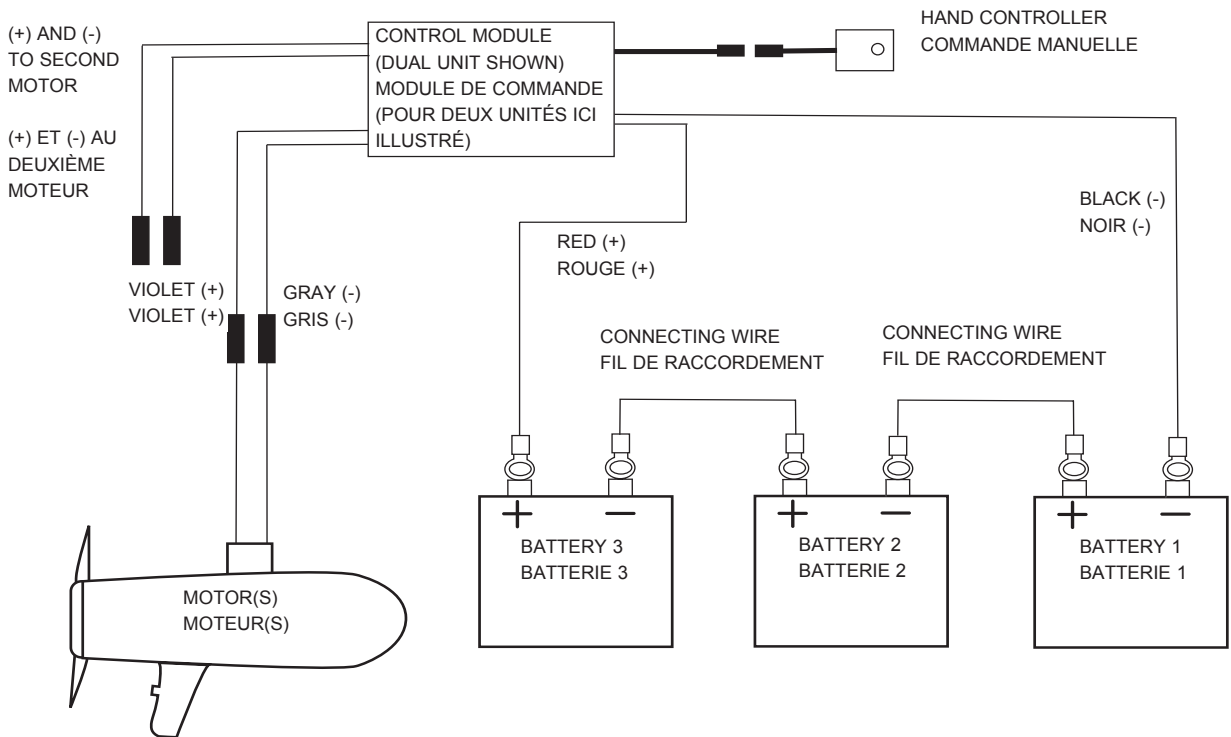 (+) AND (-)
TO SECOND
MOTOR
(+) ET (-) AU
DEUXIÈME
MOTEUR
CONTROL MODULE
(DUAL UNIT SHOWN)
MODULE DE COMMANDE
(POUR DEUX UNITÉS ICI
ILLUSTRÉ)
HAND CONTROLLER
COMMANDE MANUELLE
BLACK (-)
NOIR (-)
RED (+)
ROUGE (+)
VIOLET (+)
VIOLET (+)
GRAY (-)
GRIS (-)
CONNECTING WIRE
FIL DE RACCORDEMENT
CONNECTING WIRE
FIL DE RACCORDEMENT
+ −
BATTERY 3
BATTERIE 3
+ −
BATTERY 2
BATTERIE 2
+ −
BATTERY 1
BATTERIE 1
MOTOR(S)
MOTEUR(S)